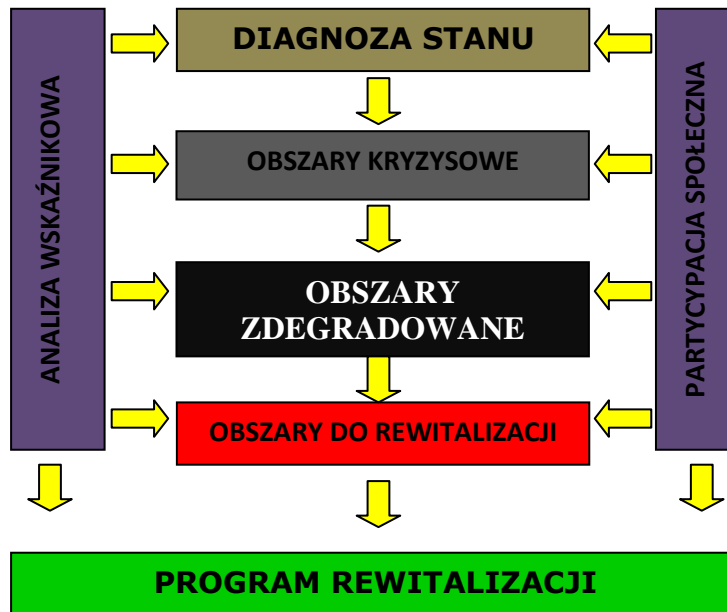 DIAGNOZA STANU
OBSZARY KRYZYSOWE
OBSZARY
ZDEGRADOWANE
OBSZARY DO REWITALIZACJI
ANALIZA WSKAŹNIKOWA
PARTYCYPACJA SPOŁECZNA
PROGRAM REWITALIZACJI